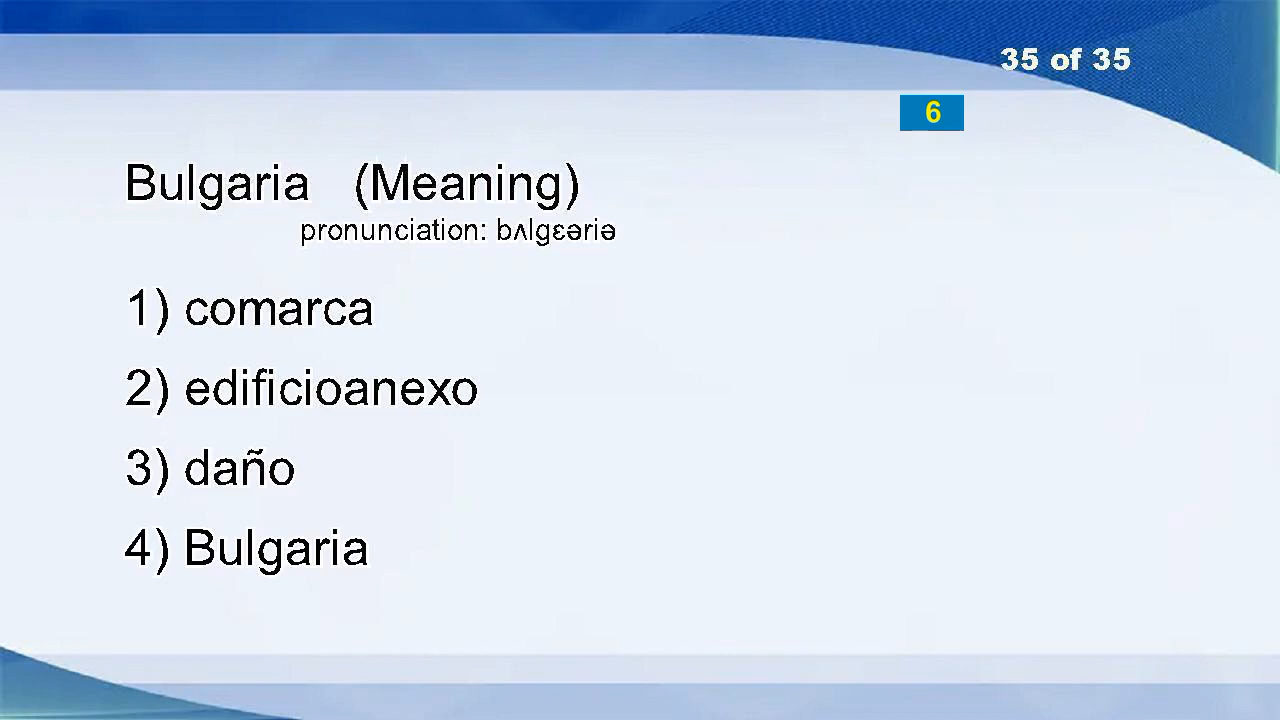 35 of 35
6
Bulgaria (Meaning)
pronunciation: bʌlgɛəriə
1) comarca
2) edificioanexo
3) daño
4) Bulgaria